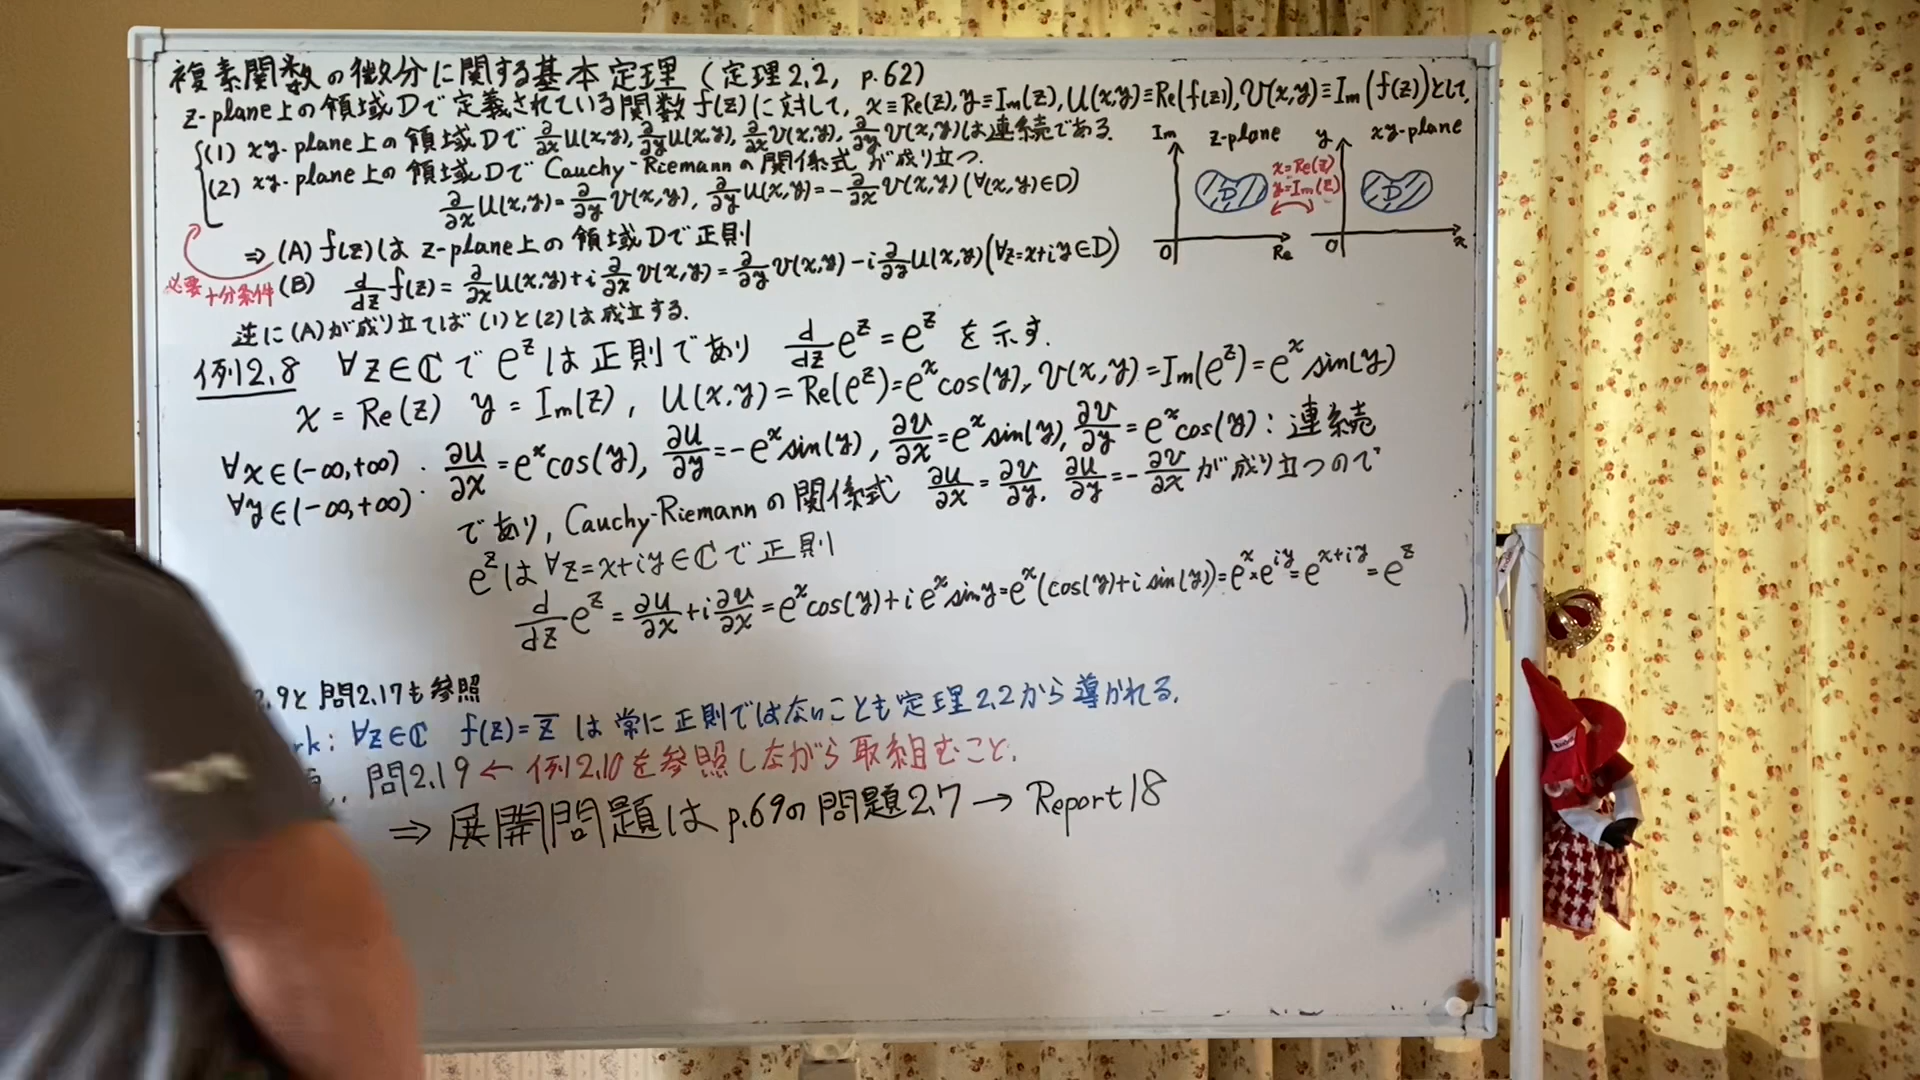 複素関数の微分に関する基本定理 (定理2.2, p.62)
z-plane上の領域Dで定義されている関数 f(z)に対して, x≡Re(z), y≡Im(z), U(x,y)≡Re(f(z)), V(x,y)≡Im(f(z))として,
(1) xy-plane上の領域Dで ∂/∂x U(x,y), ∂/∂y U(x,y), ∂/∂x V(x,y), ∂/∂y V(x,y)は連続である.
(2) xy-plane上の領域DでCauchy-Riemannの関係式が成り立つ.
∂/∂x U(x,y) = ∂/∂y V(x,y), ∂/∂y U(x,y) = -∂/∂x V(x,y) (∀(x,y)∈D)
⇒ (A) f(z)は z-plane上の領域Dで正則
(B) d/dz f(z) = ∂/∂x U(x,y) + i ∂/∂x V(x,y) = ∂/∂y V(x,y) - i ∂/∂y U(x,y) (∀z=x+iy∈D)
必要十分条件
逆に(A)が成り立てば(1)と(2)は成立する.
Im z-plane
D
O Re
x=Re(z)
y=Im(z)
y xy-plane
D
O x
例2.8 ∀z∈ℂで e^z は正則であり d/dz e^z = e^z を示す.
x = Re(z) y = Im(z), U(x,y) = Re(e^z) = e^x cos(y), V(x,y) = Im(e^z) = e^x sin(y)
∀x∈(-∞,+∞) . ∂U/∂x = e^x cos(y), ∂U/∂y = -e^x sin(y), ∂V/∂x = e^x sin(y), ∂V/∂y = e^x cos(y) : 連続
∀y∈(-∞,+∞) .
であり, Cauchy-Riemannの関係式 ∂U/∂x = ∂V/∂y, ∂U/∂y = -∂V/∂x が成り立つので
e^z は ∀z=x+iy∈ℂで正則
d/dz e^z = ∂U/∂x + i ∂V/∂x = e^x cos(y) + i e^x sin y = e^x(cos(y) + i sin(y)) = e^x × e^{iy} = e^{x+iy} = e^z
.9と問2.17も参照
rk: ∀z∈ℂ f(z)=z̄ は常に正則ではないことも定理2.2から導かれる.
問2.19 ← 例2.10を参照しながら取組むこと.
⇒ 展開問題は p.69の問題2.7 → Report 18